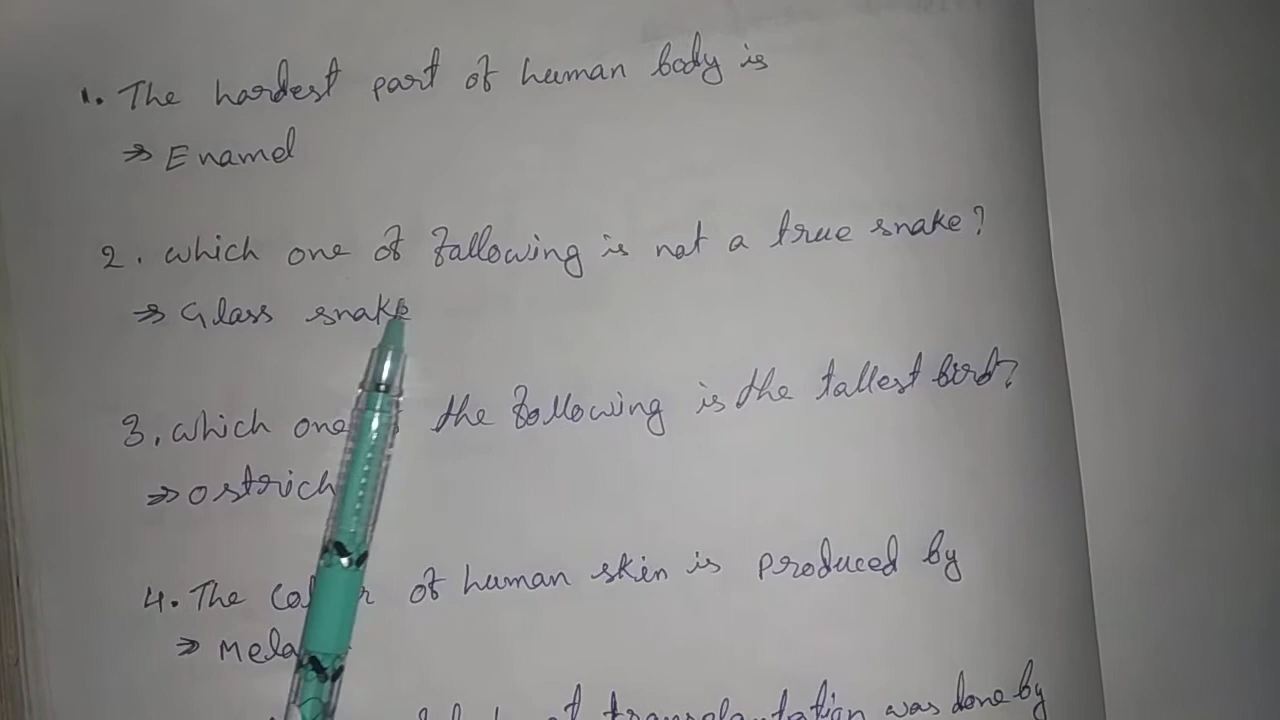 1. The hardest part of human body is
⇒ Enamel
2. which one of fallowing is not a true snake?
⇒ Glass snake
3. which one the following is the tallest bird?
⇒ Ostrich
4. The of human skin is produced by
⇒
transplantation was done by